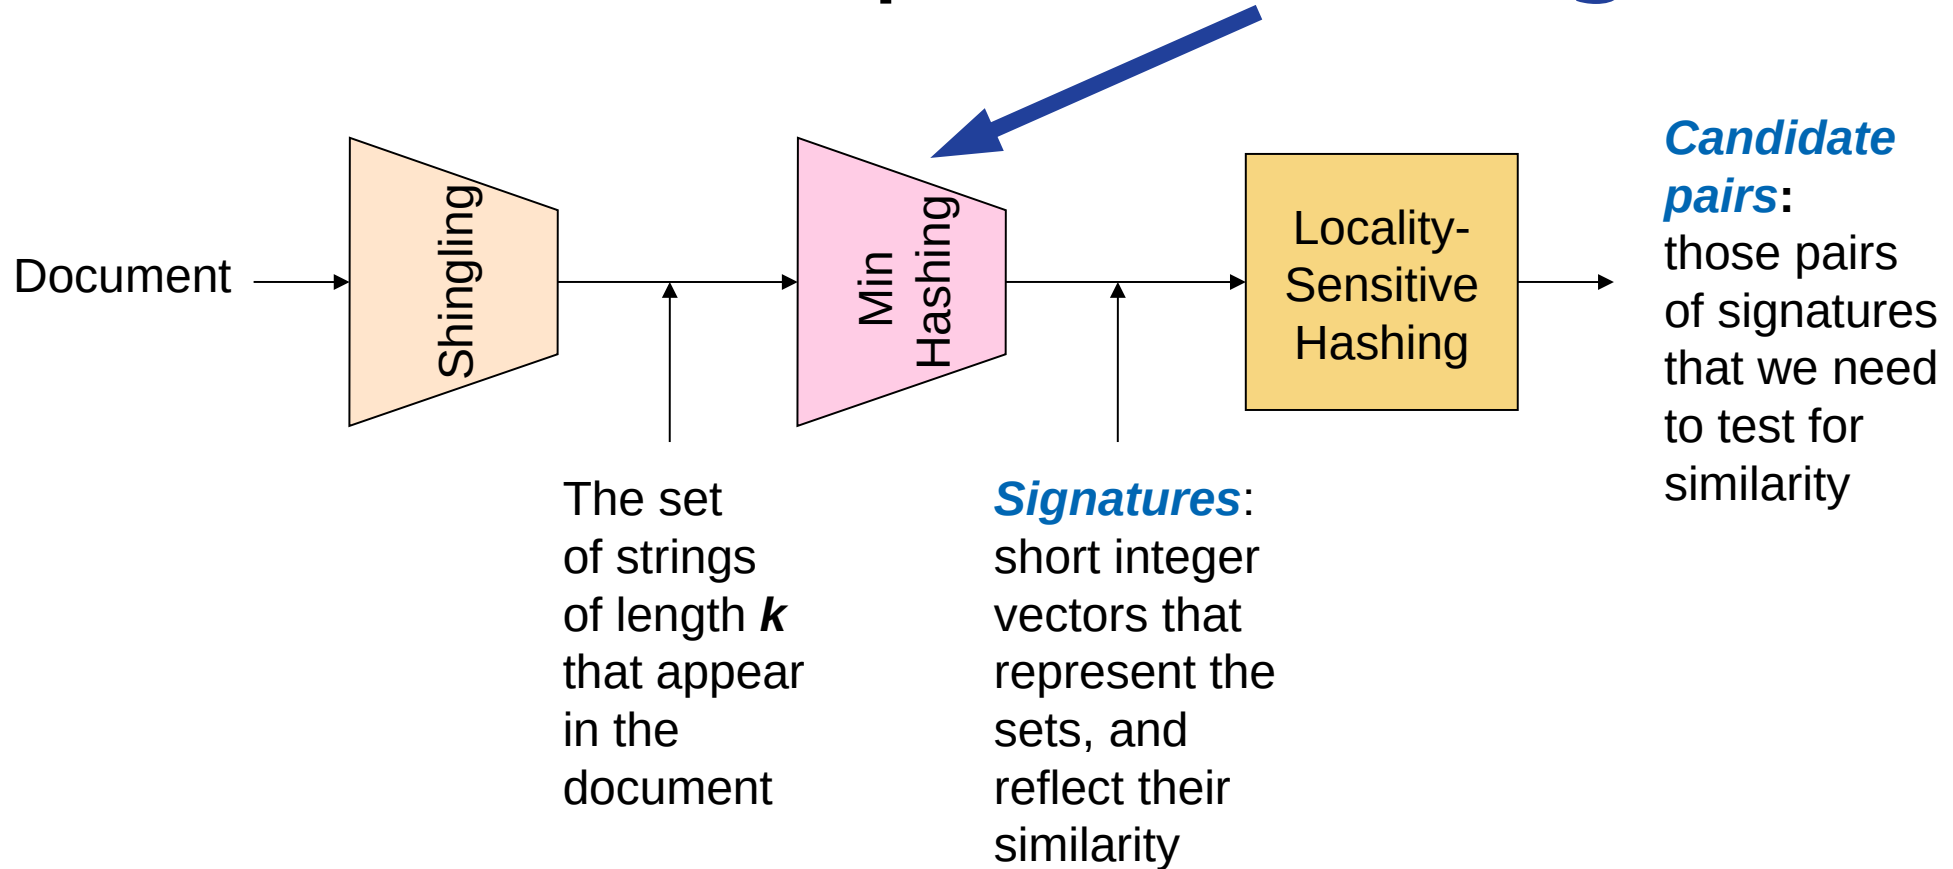 Document
Shingling
Min
Hashing
Locality-
Sensitive
Hashing
Candidate
pairs:
those pairs
of signatures
that we need
to test for
similarity
The set
of strings
of length k
that appear
in the
document
Signatures:
short integer
vectors that
represent the
sets, and
reflect their
similarity